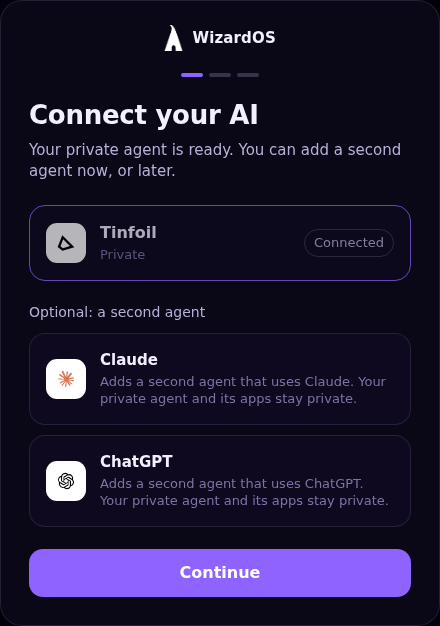 WizardOS
Connect your AI
Your private agent is ready. You can add a second
agent now, or later.
Tinfoil
Private
Connected
Optional: a second agent
Claude
Adds a second agent that uses Claude. Your
private agent and its apps stay private.
ChatGPT
Adds a second agent that uses ChatGPT.
Your private agent and its apps stay private.
Continue